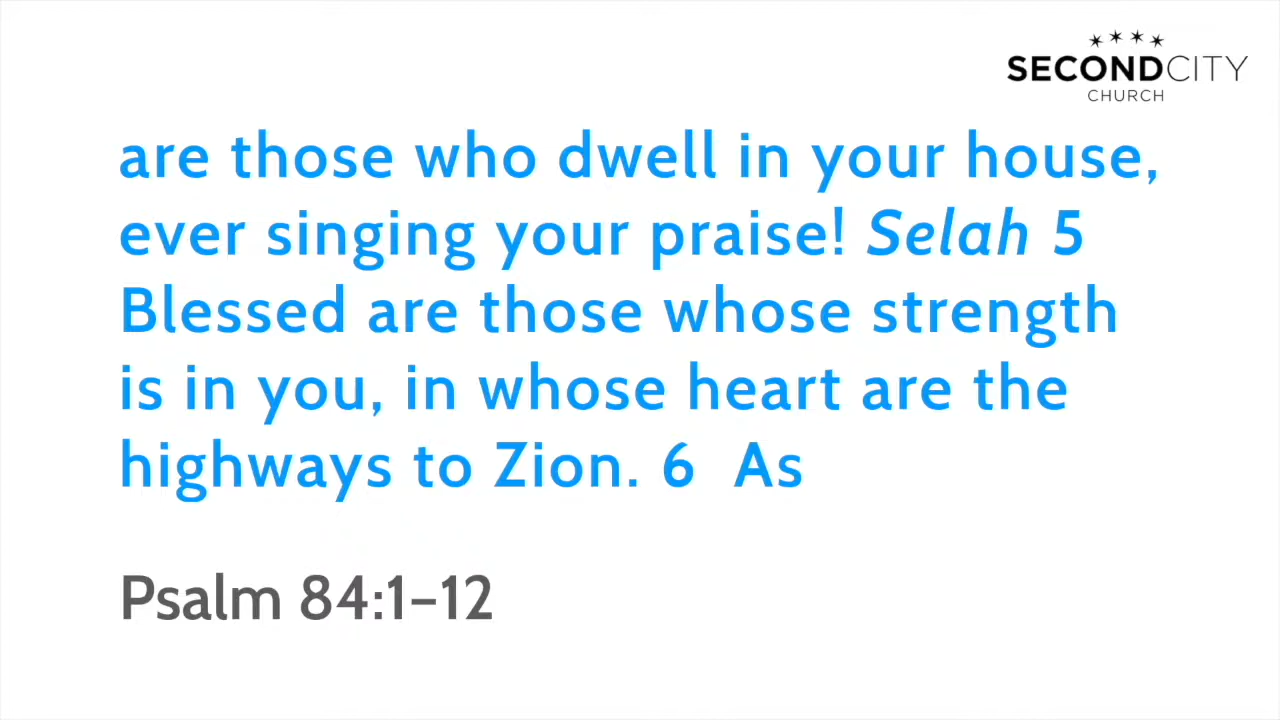 SECONDCITY
CHURCH
are those who dwell in your house,
ever singing your praise! Selah 5
Blessed are those whose strength
is in you, in whose heart are the
highways to Zion. 6  As
Psalm 84:1–12